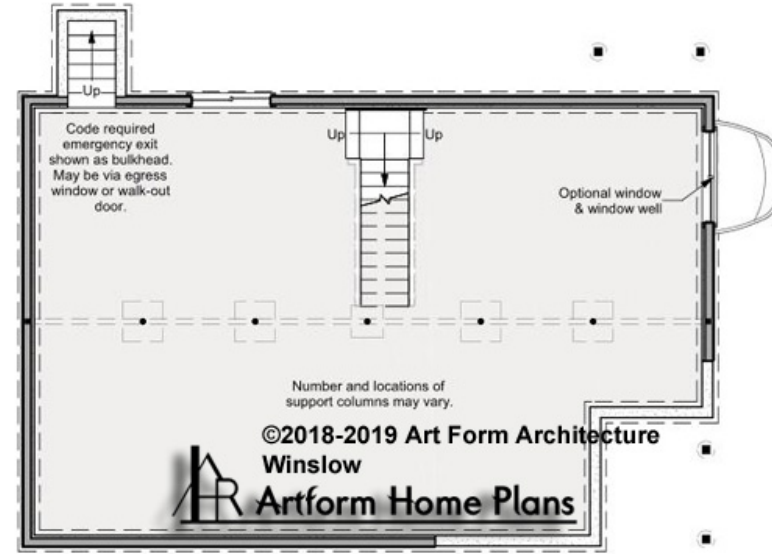 Up
Code required
emergency exit
shown as bulkhead.
May be via egress
window or walk-out
door.
Up
Up
Optional window
& window well
Number and locations of
support columns may vary.
©2018-2019 Art Form Architecture
Winslow
AR
Artform Home Plans